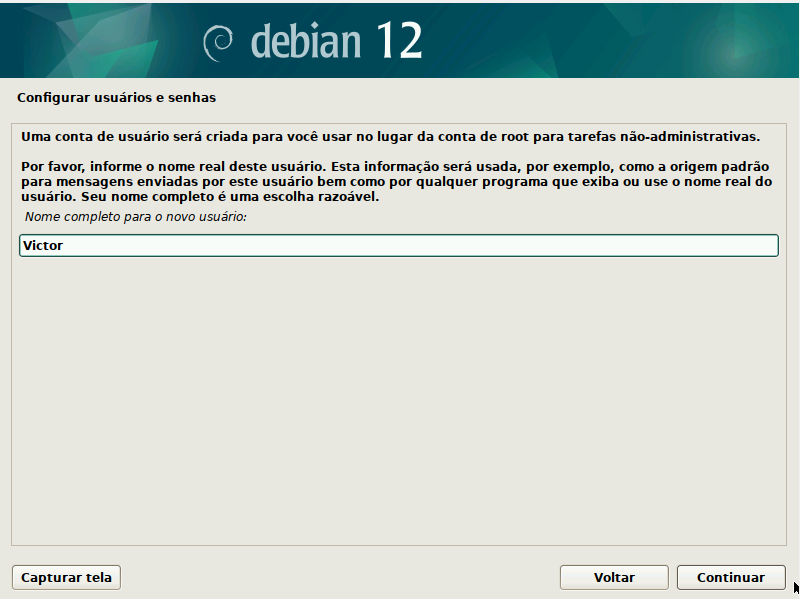 debian 12
Configurar usuários e senhas
Uma conta de usuário será criada para você usar no lugar da conta de root para tarefas não-administrativas.
Por favor, informe o nome real deste usuário. Esta informação será usada, por exemplo, como a origem padrão
para mensagens enviadas por este usuário bem como por qualquer programa que exiba ou use o nome real do
usuário. Seu nome completo é uma escolha razoável.
Nome completo para o novo usuário:
Victor
Capturar tela
Voltar
Continuar